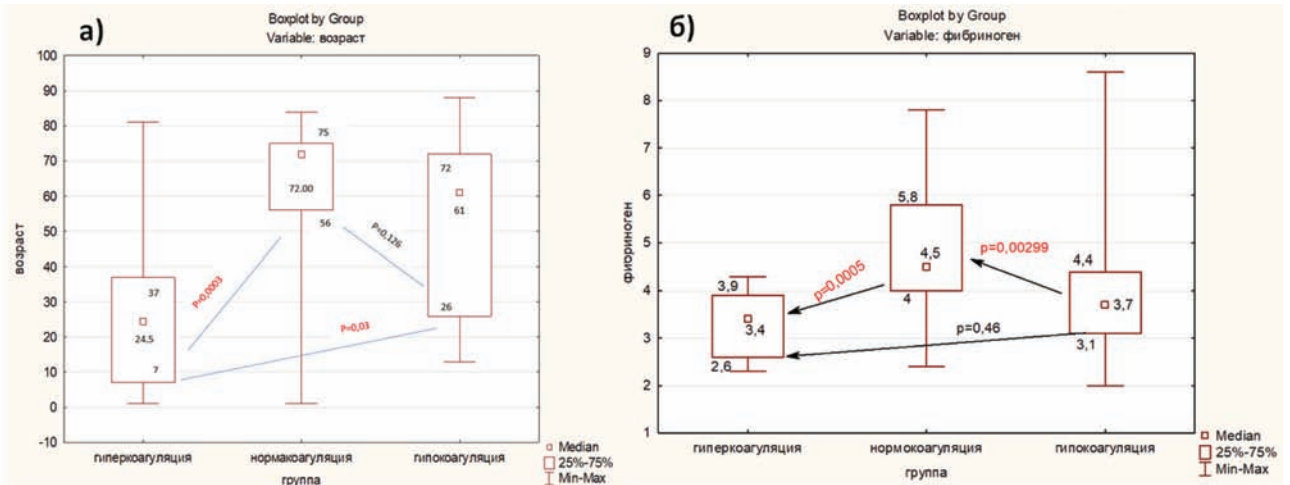 а)
Boxplot by Group
Variable: возраст
100
90
80
70
60
50
40
30
20
10
0
-10
возраст
37
24,5
7
75
72.00
56
72
61
26
P=0,0003
P=0,126
P=0,03
гиперкоагуляция
нормакоагуляция
гипокоагуляция
группа
Median
25%-75%
Min-Max
б)
Boxplot by Group
Variable: фибриноген
9
8
7
6
5
4
3
2
1
фиориноген
3,9
3,4
2,6
5,8
4,5
4
4,4
3,7
3,1
p=0,0005
p=0,00299
p=0,46
гиперкоагуляция
нормокоагуляция
гипокоагуляция
группа
Median
25%-75%
Min-Max